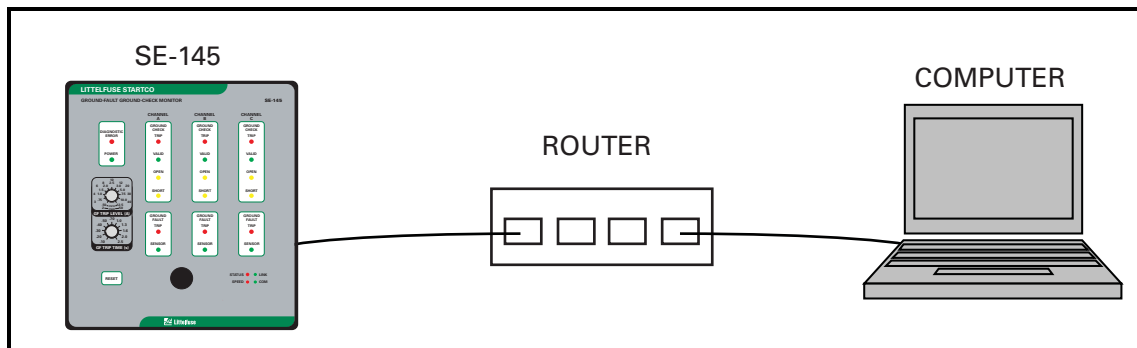 SE-145
COMPUTER
ROUTER
LITTELFUSE STARTCO
GROUND-FAULT GROUND-CHECK MONITOR
SE-145
CHANNEL
A
CHANNEL
B
CHANNEL
C
DIAGNOSTIC
ERROR
POWER
GROUND
CHECK
TRIP
VALID
OPEN
SHORT
GROUND
CHECK
TRIP
VALID
OPEN
SHORT
GROUND
CHECK
TRIP
VALID
OPEN
SHORT
GF TRIP LEVEL (A)
GF TRIP TIME (s)
GROUND
FAULT
TRIP
SENSOR
GROUND
FAULT
TRIP
SENSOR
GROUND
FAULT
TRIP
SENSOR
RESET
STATUS LINK
SPEED COM
Littelfuse